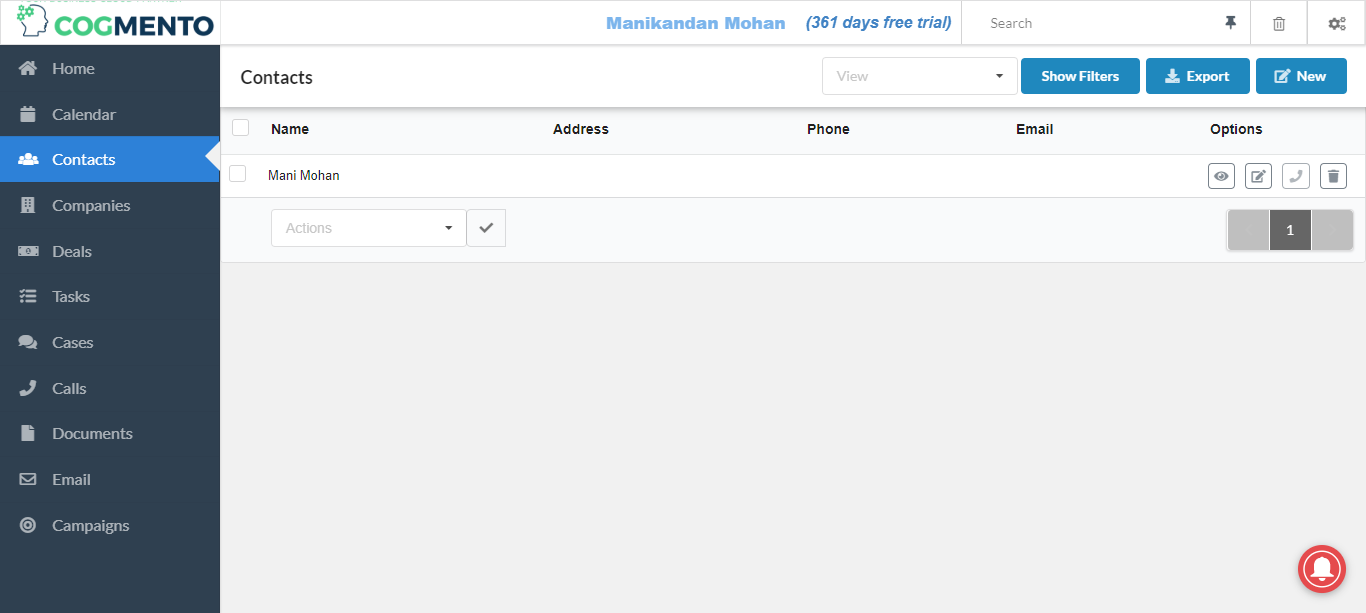 COGMENTO
Manikandan Mohan (361 days free trial) Search
Home
Calendar
Contacts
Companies
Deals
Tasks
Cases
Calls
Documents
Email
Campaigns
Contacts View Show Filters Export New
Name Address Phone Email Options
Mani Mohan
Actions 1